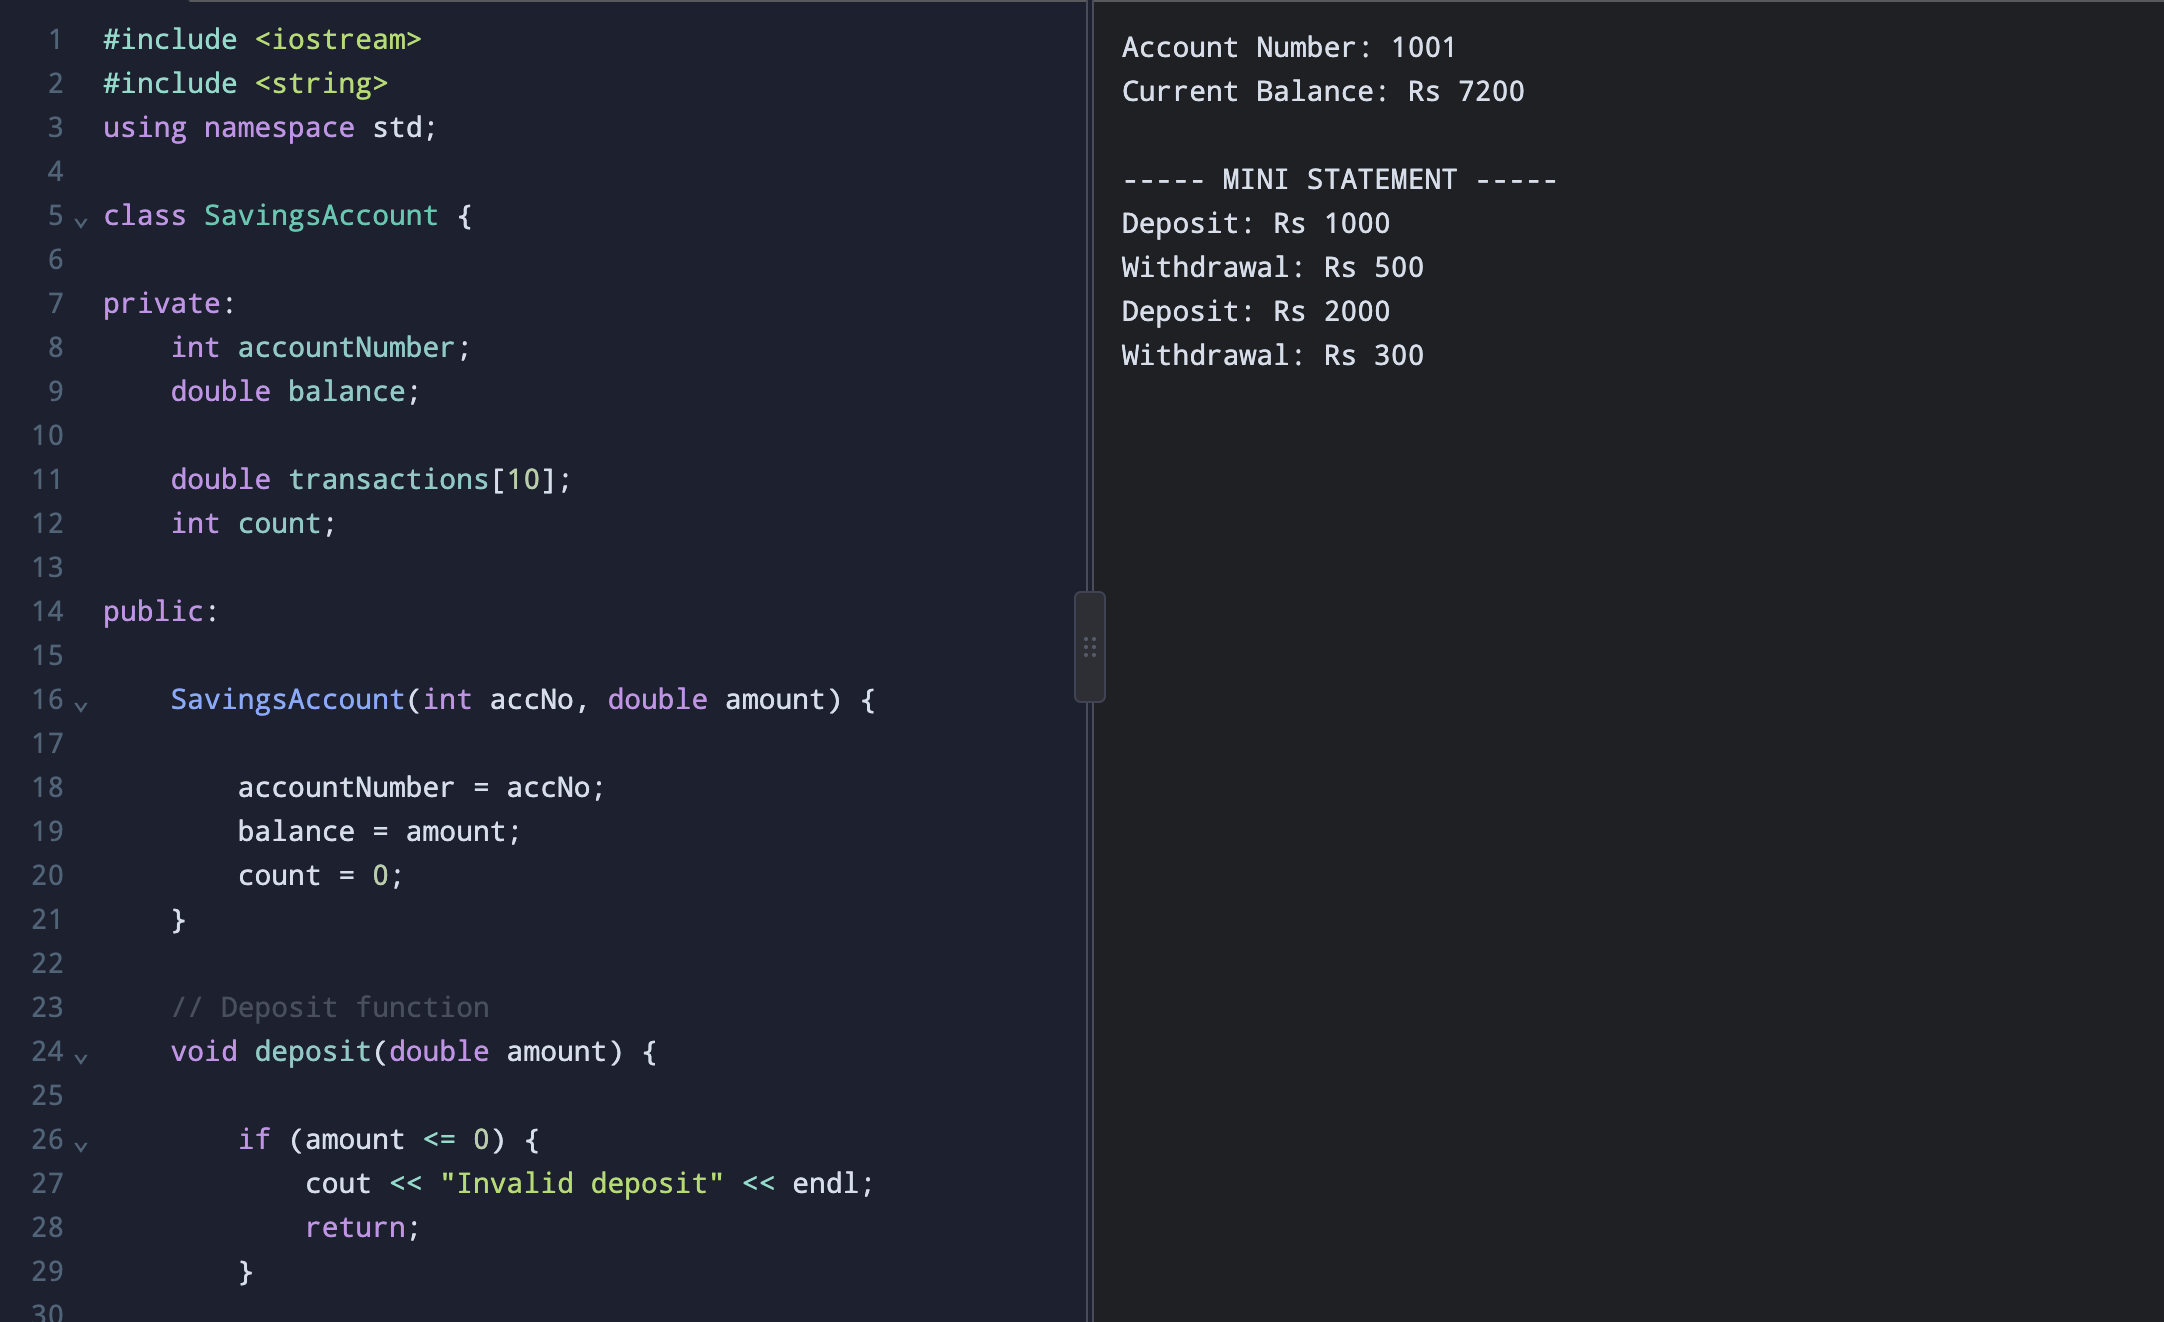 1 #include <iostream>
2 #include <string>
3 using namespace std;
4
5 class SavingsAccount {
6
7 private:
8     int accountNumber;
9     double balance;
10
11     double transactions[10];
12     int count;
13
14 public:
15
16     SavingsAccount(int accNo, double amount) {
17
18         accountNumber = accNo;
19         balance = amount;
20         count = 0;
21     }
22
23     // Deposit function
24     void deposit(double amount) {
25
26         if (amount <= 0) {
27             cout << "Invalid deposit" << endl;
28             return;
29         }
30
Account Number: 1001
Current Balance: Rs 7200

----- MINI STATEMENT -----
Deposit: Rs 1000
Withdrawal: Rs 500
Deposit: Rs 2000
Withdrawal: Rs 300